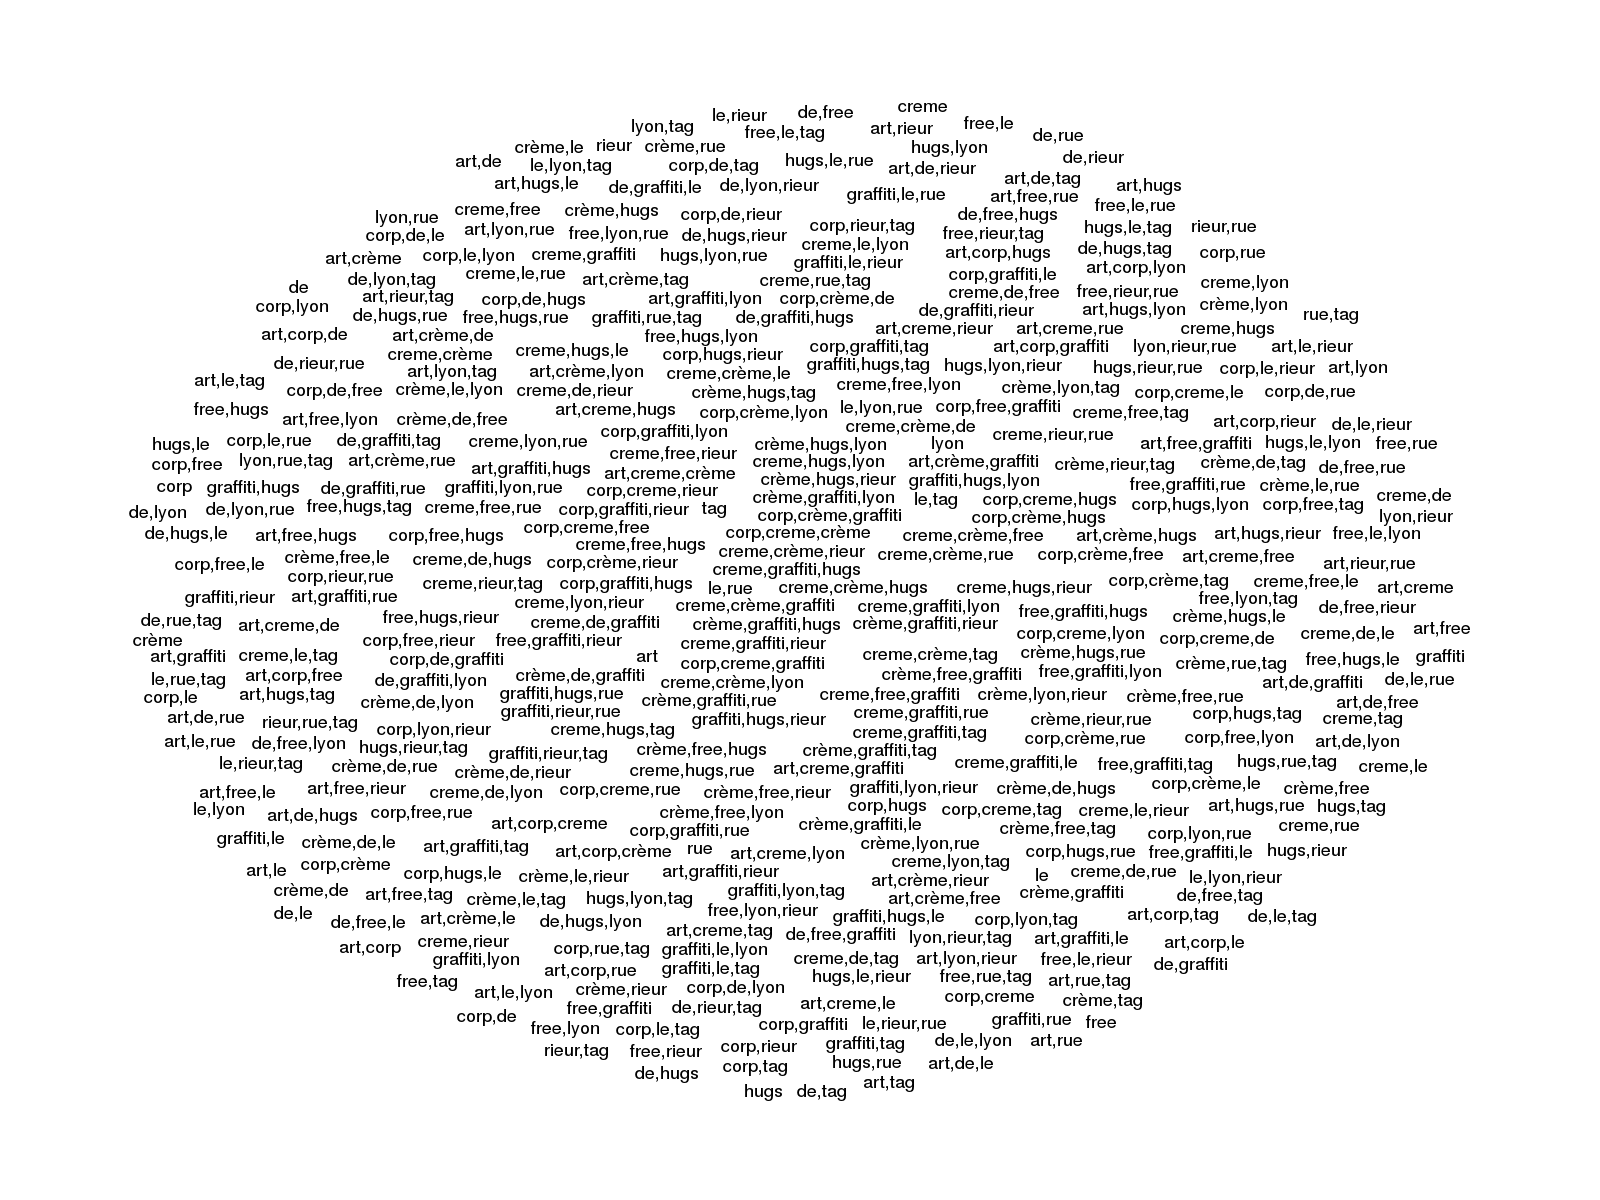 creme
le,rieur de,free
lyon,tag free,le,tag art,rieur free,le
de,rue
crème,le rieur crème,rue hugs,lyon
art,de le,lyon,tag corp,de,tag hugs,le,rue art,de,rieur de,rieur
art,hugs,le de,graffiti,le de,lyon,rieur art,de,tag art,hugs
graffiti,le,rue art,free,rue free,le,rue
lyon,rue creme,free crème,hugs corp,de,rieur de,free,hugs
corp,de,le art,lyon,rue free,lyon,rue de,hugs,rieur corp,rieur,tag free,rieur,tag hugs,le,tag rieur,rue
art,crème corp,le,lyon creme,graffiti hugs,lyon,rue creme,le,lyon art,corp,hugs de,hugs,tag corp,rue
de,lyon,tag creme,le,rue art,crème,tag graffiti,le,rieur corp,graffiti,le art,corp,lyon
de creme,rue,tag creme,lyon
corp,lyon art,rieur,tag corp,de,hugs art,graffiti,lyon corp,crème,de creme,de,free free,rieur,rue crème,lyon
de,hugs,rue free,hugs,rue graffiti,rue,tag de,graffiti,hugs de,graffiti,rieur art,hugs,lyon rue,tag
art,corp,de art,crème,de free,hugs,lyon art,creme,rieur art,creme,rue creme,hugs
creme,crème creme,hugs,le corp,hugs,rieur corp,graffiti,tag art,corp,graffiti lyon,rieur,rue art,le,rieur
de,rieur,rue art,lyon,tag art,crème,lyon creme,crème,le graffiti,hugs,tag hugs,lyon,rieur hugs,rieur,rue corp,le,rieur art,lyon
art,le,tag corp,de,free crème,le,lyon creme,de,rieur crème,hugs,tag creme,free,lyon crème,lyon,tag corp,creme,le corp,de,rue
free,hugs art,free,lyon crème,de,free art,creme,hugs corp,crème,lyon le,lyon,rue corp,free,graffiti creme,free,tag art,corp,rieur de,le,rieur
hugs,le corp,le,rue de,graffiti,tag creme,lyon,rue corp,graffiti,lyon crème,hugs,lyon creme,crème,de lyon creme,rieur,rue art,free,graffiti hugs,le,lyon free,rue
corp,free lyon,rue,tag art,crème,rue art,graffiti,hugs creme,free,rieur creme,hugs,lyon art,crème,graffiti crème,rieur,tag crème,de,tag de,free,rue
corp graffiti,hugs de,graffiti,rue graffiti,lyon,rue art,creme,crème crème,hugs,rieur graffiti,hugs,lyon free,graffiti,rue crème,le,rue creme,de
de,lyon de,lyon,rue free,hugs,tag creme,free,rue corp,creme,rieur crème,graffiti,lyon le,tag corp,creme,hugs corp,hugs,lyon corp,free,tag lyon,rieur
corp,graffiti,rieur tag corp,crème,graffiti corp,crème,hugs
de,hugs,le art,free,hugs corp,free,hugs corp,creme,free corp,creme,crème creme,crème,free art,crème,hugs art,hugs,rieur free,le,lyon
corp,free,le crème,free,le creme,de,hugs creme,free,hugs creme,crème,rieur creme,crème,rue corp,crème,free art,creme,free art,rieur,rue
corp,rieur,rue corp,crème,rieur creme,graffiti,hugs
creme,rieur,tag corp,graffiti,hugs le,rue creme,crème,hugs creme,hugs,rieur corp,crème,tag creme,free,le art,creme
graffiti,rieur art,graffiti,rue creme,lyon,rieur creme,crème,graffiti creme,graffiti,lyon free,graffiti,hugs free,lyon,tag de,free,rieur
de,rue,tag art,creme,de free,hugs,rieur creme,de,graffiti crème,graffiti,hugs crème,graffiti,rieur crème,hugs,le art,free
crème corp,free,rieur free,graffiti,rieur creme,graffiti,rieur corp,creme,lyon corp,creme,de creme,de,le
art,graffiti creme,le,tag corp,de,graffiti art corp,creme,graffiti creme,crème,tag crème,hugs,rue crème,rue,tag free,hugs,le graffiti
le,rue,tag art,corp,free de,graffiti,lyon crème,de,graffiti creme,crème,lyon crème,free,graffiti free,graffiti,lyon art,de,graffiti de,le,rue
corp,le art,hugs,tag crème,de,lyon graffiti,hugs,rue crème,graffiti,rue creme,free,graffiti crème,lyon,rieur crème,free,rue art,de,free
art,de,rue rieur,rue,tag corp,lyon,rieur graffiti,rieur,rue graffiti,hugs,rieur creme,graffiti,rue crème,rieur,rue corp,hugs,tag creme,tag
art,le,rue de,free,lyon hugs,rieur,tag creme,hugs,tag creme,graffiti,tag corp,crème,rue corp,free,lyon art,de,lyon
le,rieur,tag crème,de,rue graffiti,rieur,tag crème,free,hugs crème,graffiti,tag creme,graffiti,le free,graffiti,tag hugs,rue,tag creme,le
crème,de,rieur creme,hugs,rue art,creme,graffiti
art,free,le art,free,rieur creme,de,lyon corp,creme,rue crème,free,rieur graffiti,lyon,rieur crème,de,hugs corp,crème,le crème,free
le,lyon art,de,hugs corp,free,rue crème,free,lyon corp,hugs corp,creme,tag creme,le,rieur art,hugs,rue hugs,tag
art,corp,creme corp,graffiti,rue crème,graffiti,le crème,free,tag corp,lyon,rue creme,rue
graffiti,le crème,de,le art,graffiti,tag art,corp,crème rue art,creme,lyon crème,lyon,rue corp,hugs,rue free,graffiti,le hugs,rieur
art,le corp,crème corp,hugs,le crème,le,rieur art,graffiti,rieur creme,lyon,tag le creme,de,rue le,lyon,rieur
crème,de art,free,tag crème,le,tag hugs,lyon,tag graffiti,lyon,tag art,crème,rieur art,crème,free crème,graffiti de,free,tag
de,le de,free,le art,crème,le de,hugs,lyon free,lyon,rieur graffiti,hugs,le corp,lyon,tag art,corp,tag de,le,tag
art,corp creme,rieur corp,rue,tag art,creme,tag de,free,graffiti lyon,rieur,tag art,graffiti,le art,corp,le
graffiti,lyon graffiti,le,lyon creme,de,tag art,lyon,rieur free,le,rieur de,graffiti
free,tag art,corp,rue graffiti,le,tag hugs,le,rieur free,rue,tag art,rue,tag
art,le,lyon crème,rieur corp,de,lyon art,creme,le corp,creme crème,tag
corp,de free,graffiti de,rieur,tag
free,lyon corp,le,tag corp,graffiti le,rieur,rue graffiti,rue free
rieur,tag free,rieur corp,rieur graffiti,tag de,le,lyon art,rue
de,hugs corp,tag hugs,rue art,de,le
hugs de,tag art,tag